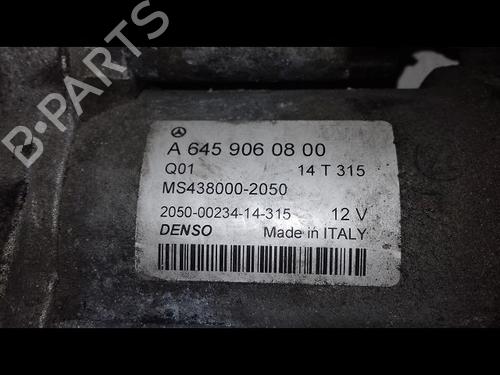 B-PARTS
A 645 906 08 00
Q01 14 T 315
MS438000-2050
2050-00234-14-315 12 V
DENSO Made in ITALY